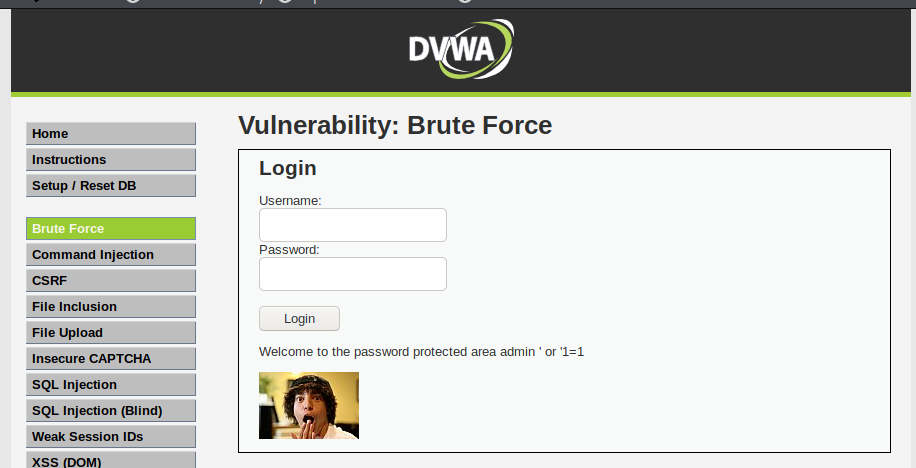 DVWA
Home
Instructions
Setup / Reset DB
Brute Force
Command Injection
CSRF
File Inclusion
File Upload
Insecure CAPTCHA
SQL Injection
SQL Injection (Blind)
Weak Session IDs
XSS (DOM)
Vulnerability: Brute Force
Login
Username:
Password:
Login
Welcome to the password protected area admin ' or '1=1